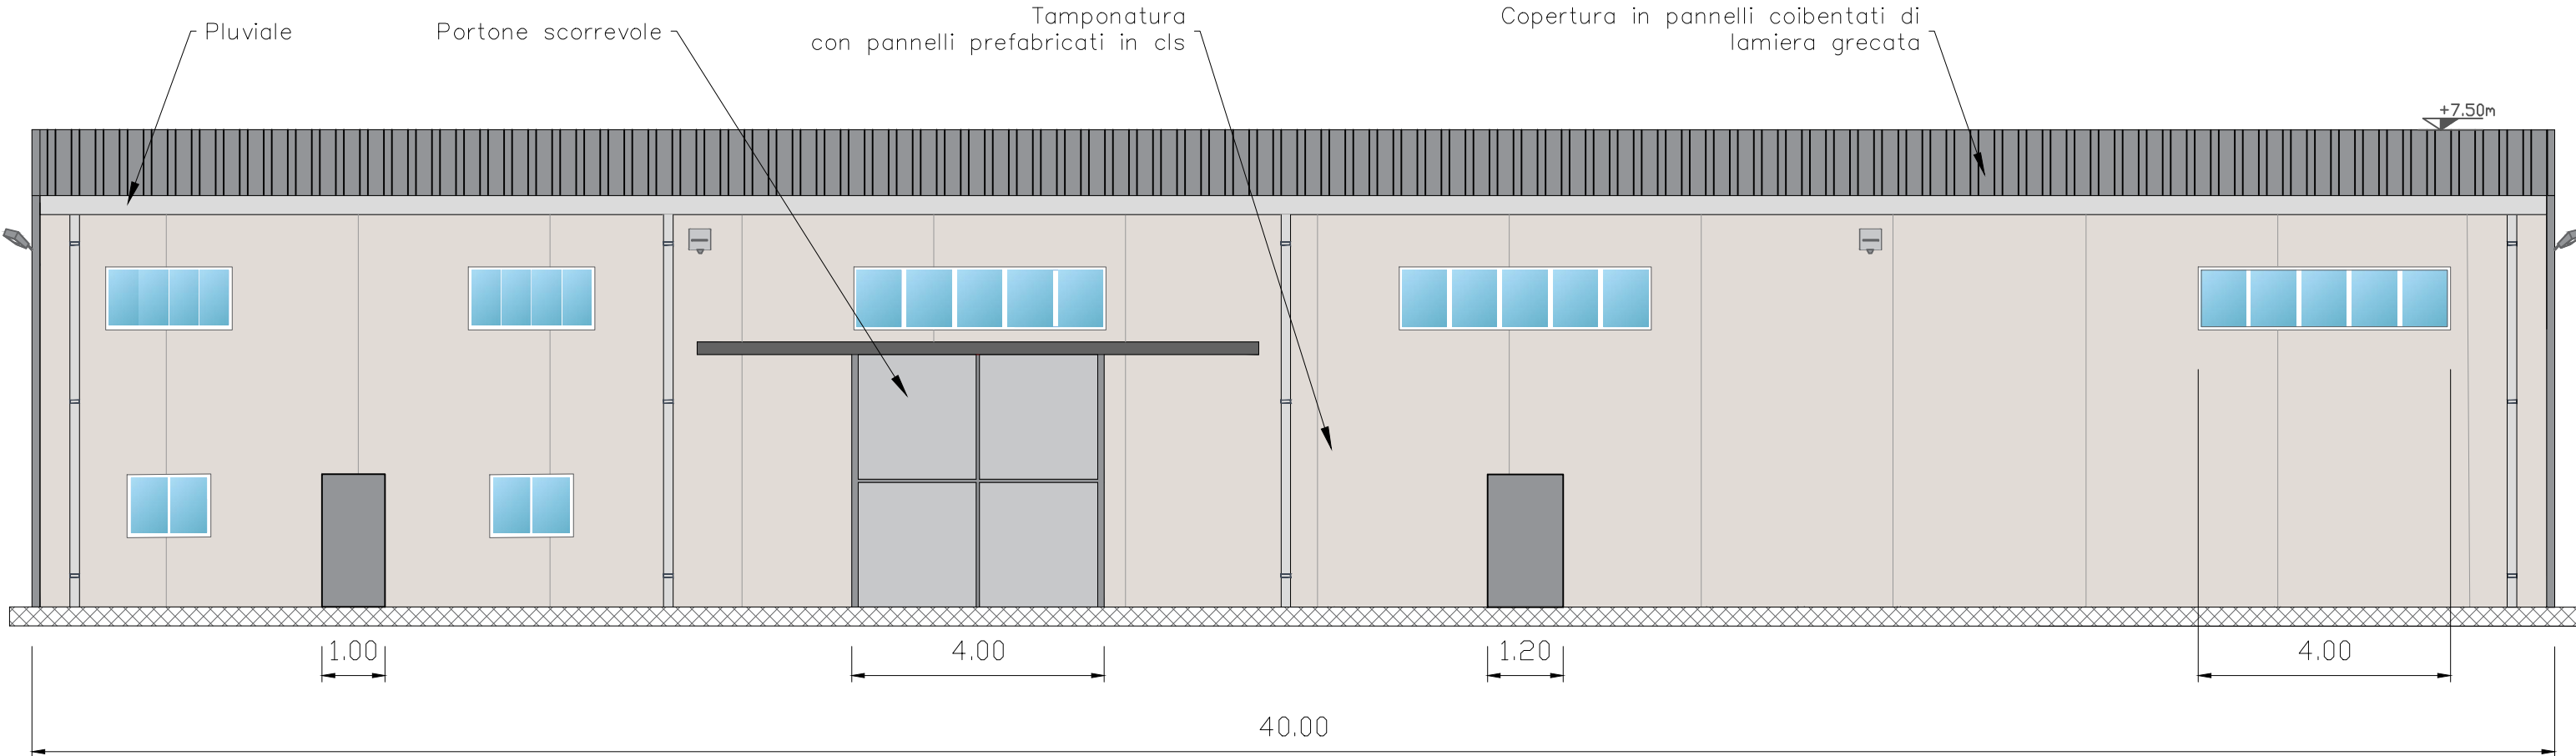 Pluviale
Portone scorrevole
Tamponatura
con pannelli prefabricati in cls
Copertura in pannelli coibentati di
lamiera grecata
+7.50m
1.00
4.00
1.20
4.00
40.00